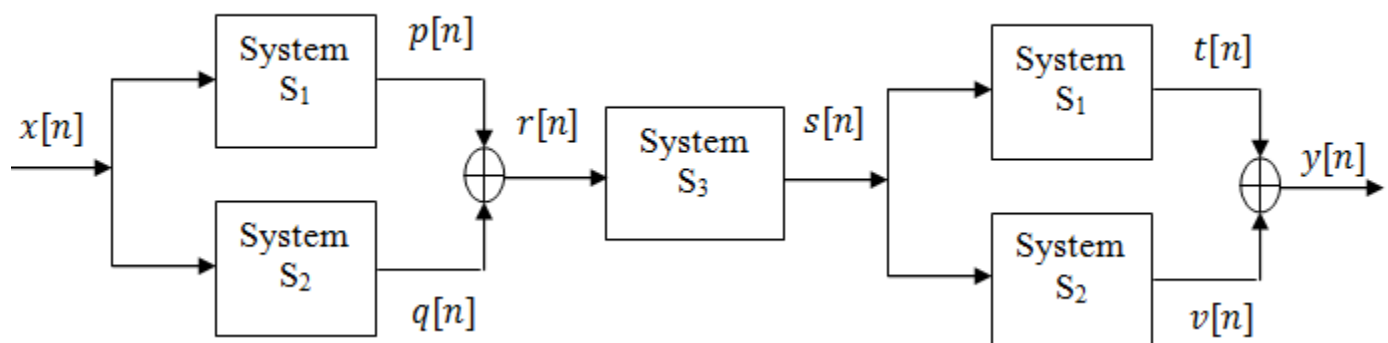 x[n]
System
S₁
p[n]
System
S₂
q[n]
r[n]
System
S₃
s[n]
System
S₁
t[n]
System
S₂
v[n]
y[n]